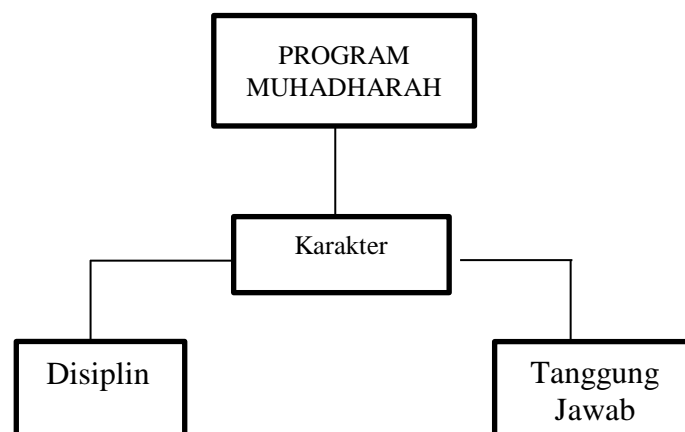 PROGRAM
MUHADHARAH
Karakter
Disiplin
Tanggung
Jawab